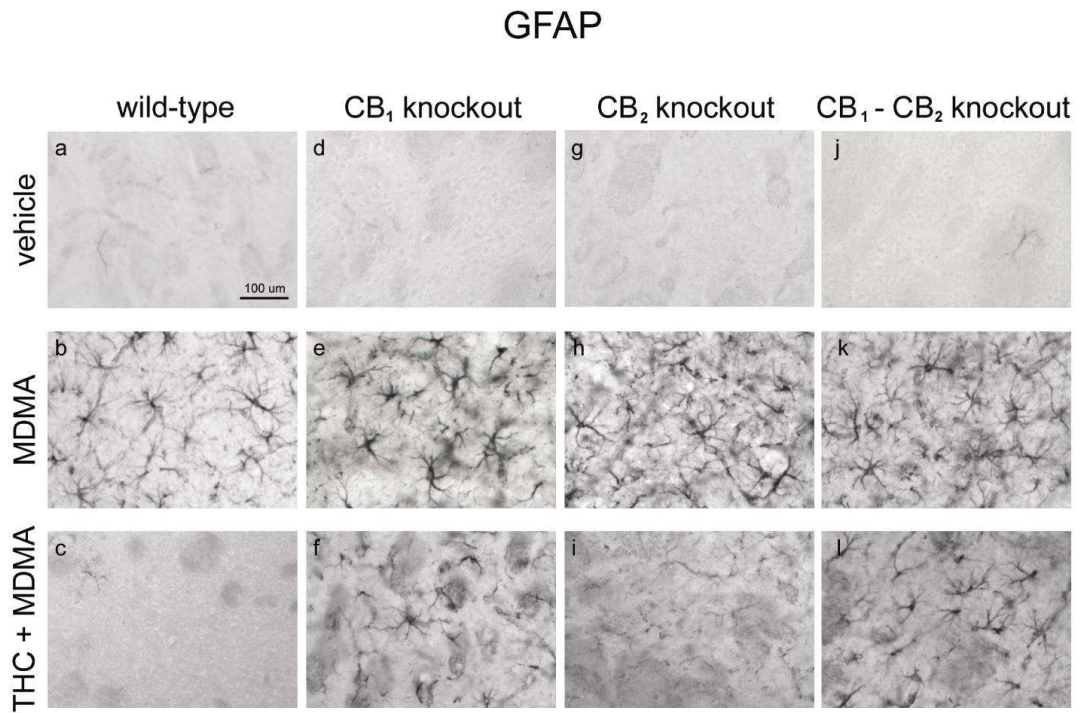 GFAP
wild-type CB₁ knockout CB₂ knockout CB₁ - CB₂ knockout
vehicle
a d g j
100 um
MDMA
b e h k
THC + MDMA
c f i l